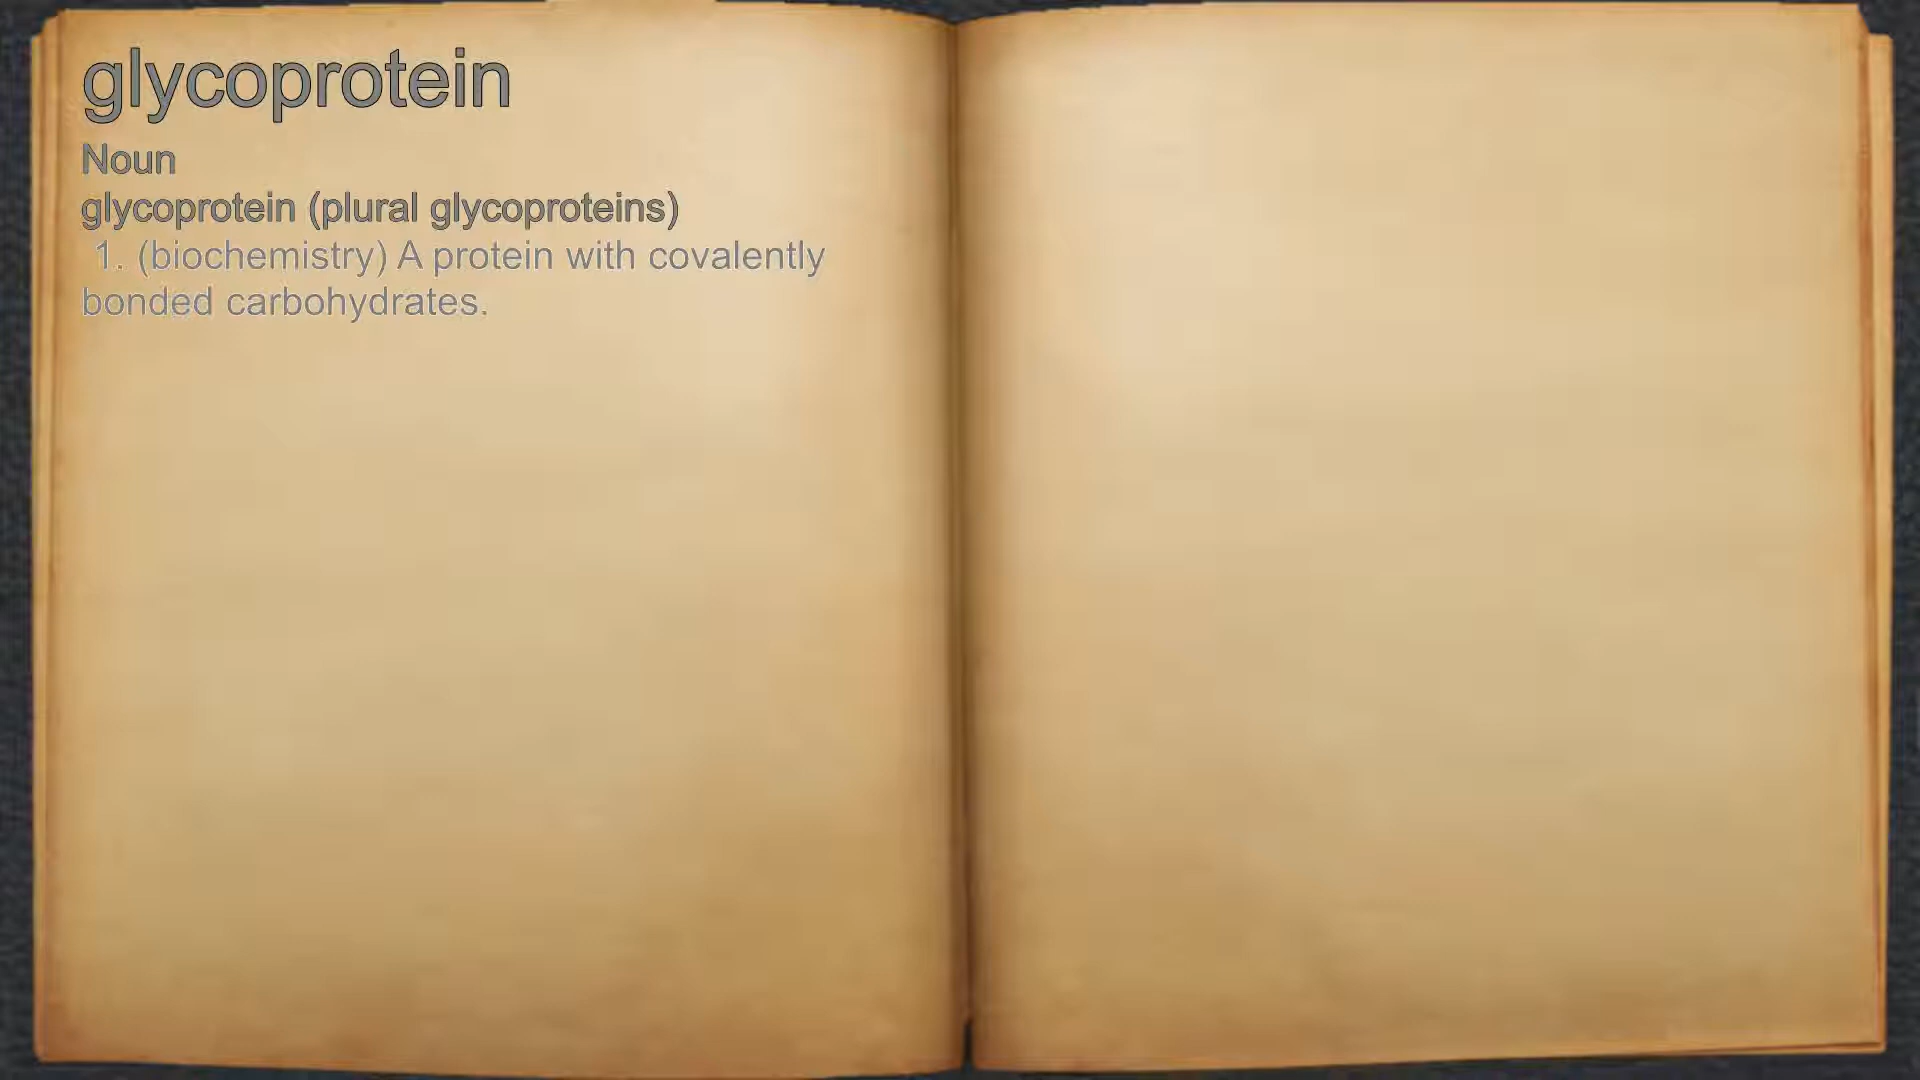 glycoprotein
Noun
glycoprotein (plural glycoproteins)
1. (biochemistry) A protein with covalently
bonded carbohydrates.